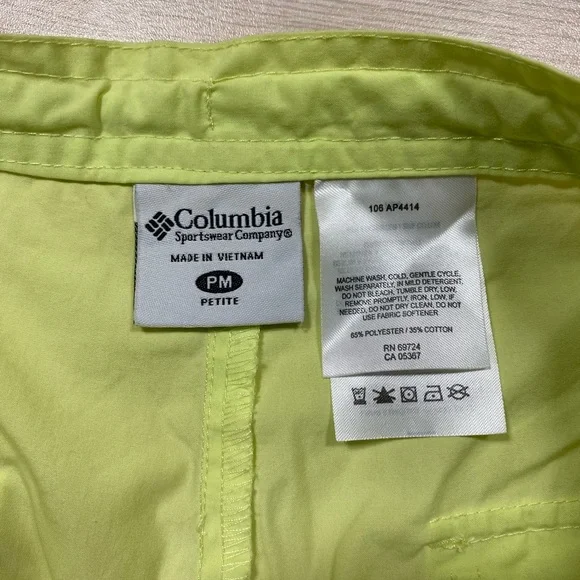 Columbia
Sportswear Company®
MADE IN VIETNAM
PM
PETITE
106 AP4414
MACHINE WASH, COLD, GENTLE CYCLE,
WASH SEPARATELY, IN MILD DETERGENT,
DO NOT BLEACH, TUMBLE DRY, LOW,
REMOVE PROMPTLY, IRON, LOW, IF
NEEDED, DO NOT DRY CLEAN, DO NOT
USE FABRIC SOFTENER
65% POLYESTER / 35% COTTON
RN 69724
CA 05367